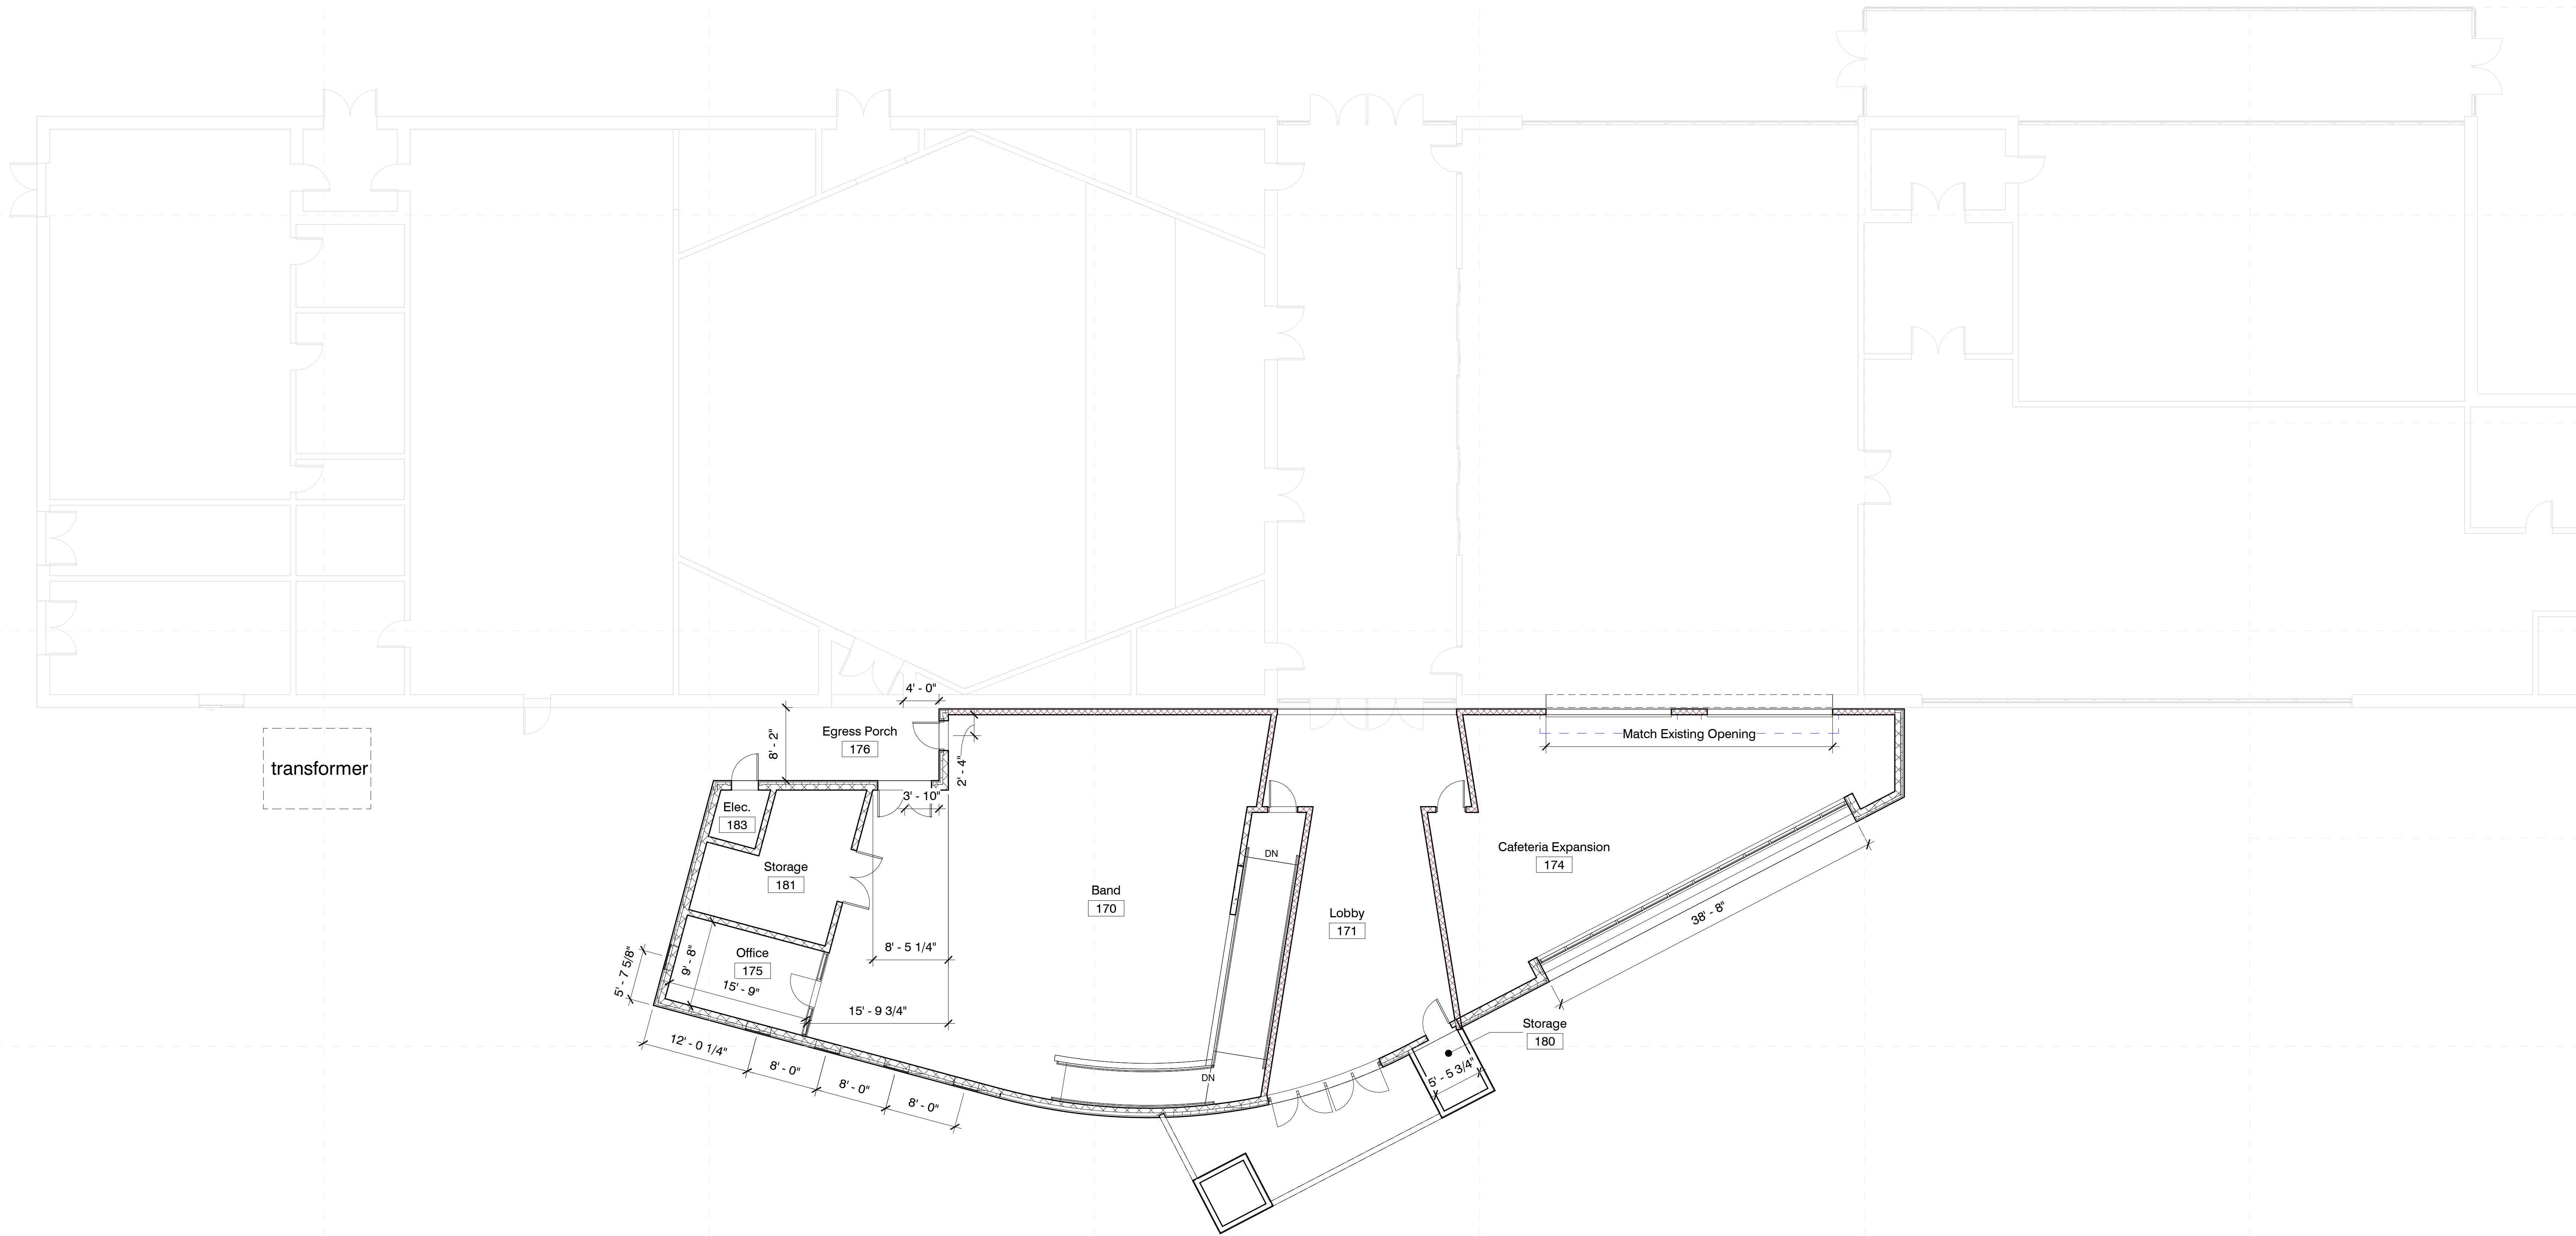 4' - 0"
Egress Porch
176
8' - 2"
2' - 4"
Match Existing Opening
transformer
3' - 10"
Elec.
183
Storage
181
DN
Cafeteria Expansion
174
Band
170
Lobby
171
38' - 8"
8' - 5 1/4"
Office
175
9' - 8"
15' - 9"
5' - 7 5/8"
15' - 9 3/4"
Storage
180
12' - 0 1/4"
8' - 0"
8' - 0"
8' - 0"
DN
5' - 5 3/4"